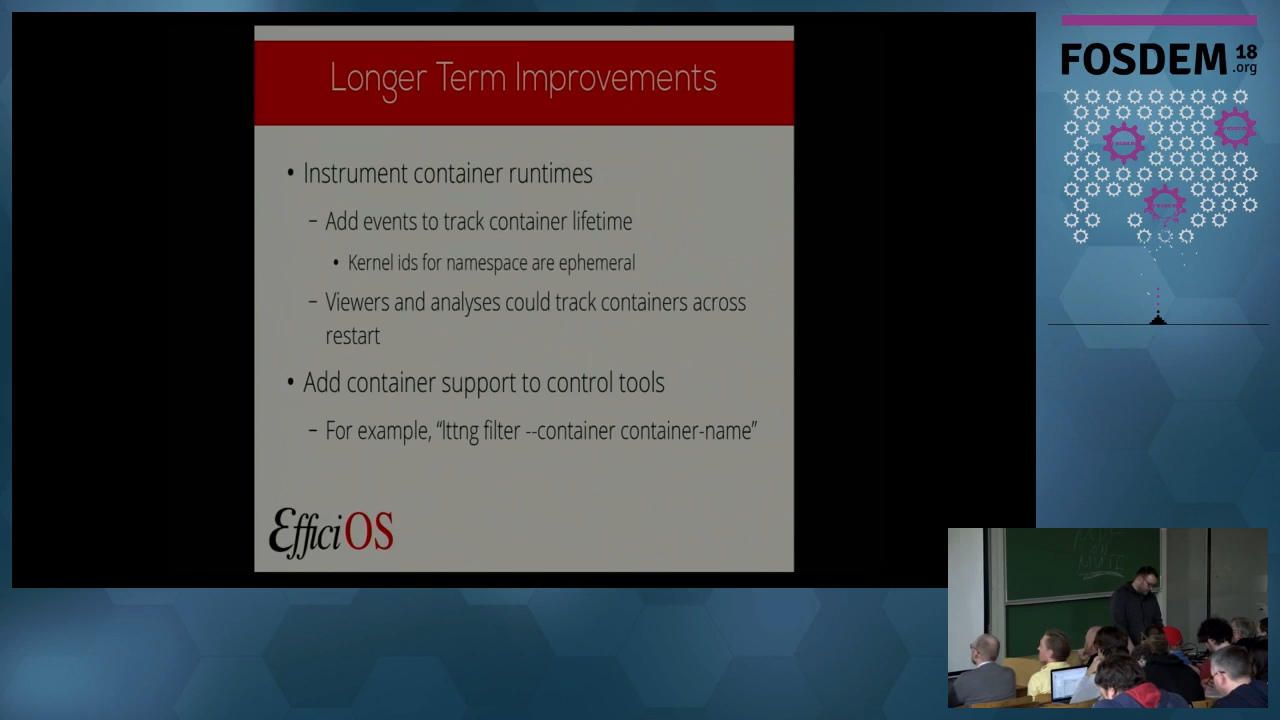 Longer Term Improvements
• Instrument container runtimes
– Add events to track container lifetime
• Kernel ids for namespace are ephemeral
– Viewers and analyses could track containers across
restart
• Add container support to control tools
– For example, “lttng filter --container container-name”
EfficiOS
FOSDEM 18
.org
MUTE